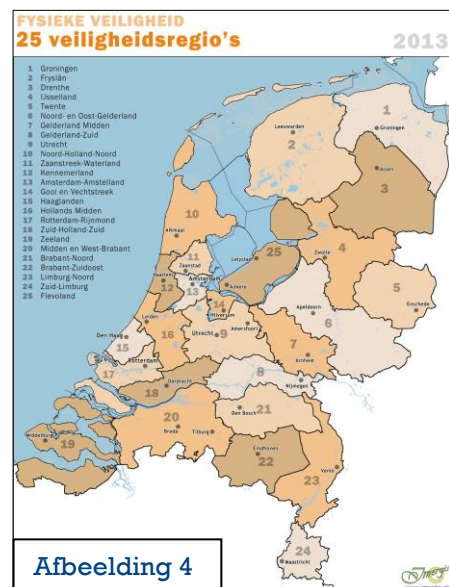 FYSIEKE VEILIGHEID
25 veiligheidsregio's
2013
1 Groningen
2 Fryslân
3 Drenthe
4 IJsselland
5 Twente
6 Noord- en Oost-Gelderland
7 Gelderland Midden
8 Gelderland-Zuid
9 Utrecht
10 Noord-Holland-Noord
11 Zaanstreek-Waterland
12 Kennemerland
13 Amsterdam-Amstelland
14 Gooi en Vechtstreek
15 Haaglanden
16 Hollands Midden
17 Rotterdam-Rijnmond
18 Zuid-Holland-Zuid
19 Zeeland
20 Midden en West-Brabant
21 Brabant-Noord
22 Brabant-Zuidoost
23 Limburg-Noord
24 Zuid-Limburg
25 Flevoland
1
Leeuwarden
Groningen
2
Assen
3
10
Alkmaar
4
Zwolle
11
Zaanstad
Lelystad
25
Haarlem
12
Amsterdam
13
Almere
5
Enschede
14
Hilversum
Apeldoorn
6
Leiden
16
Utrecht
9
Amersfoort
Den Haag
15
7
Arnhem
17
Rotterdam
8
Nijmegen
18
Dordrecht
21
Den Bosch
20
Breda
Tilburg
Middelburg
19
Eindhoven
22
Venlo
23
24
Maastricht
Afbeelding 4